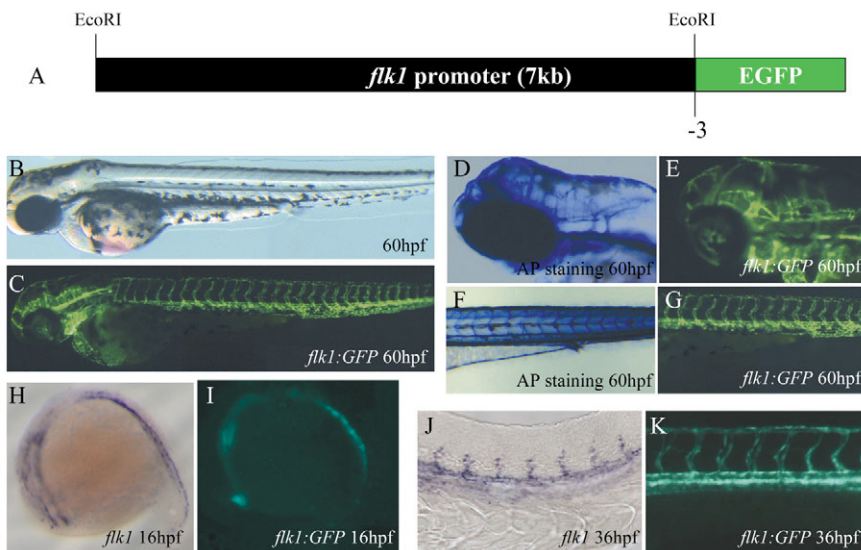 EcoRI
EcoRI
A
flk1 promoter (7kb)
EGFP
-3
B
60hpf
C
flk1:GFP 60hpf
D
AP staining 60hpf
E
flk1:GFP 60hpf
F
AP staining 60hpf
G
flk1:GFP 60hpf
H
flk1 16hpf
I
flk1:GFP 16hpf
J
flk1 36hpf
K
flk1:GFP 36hpf